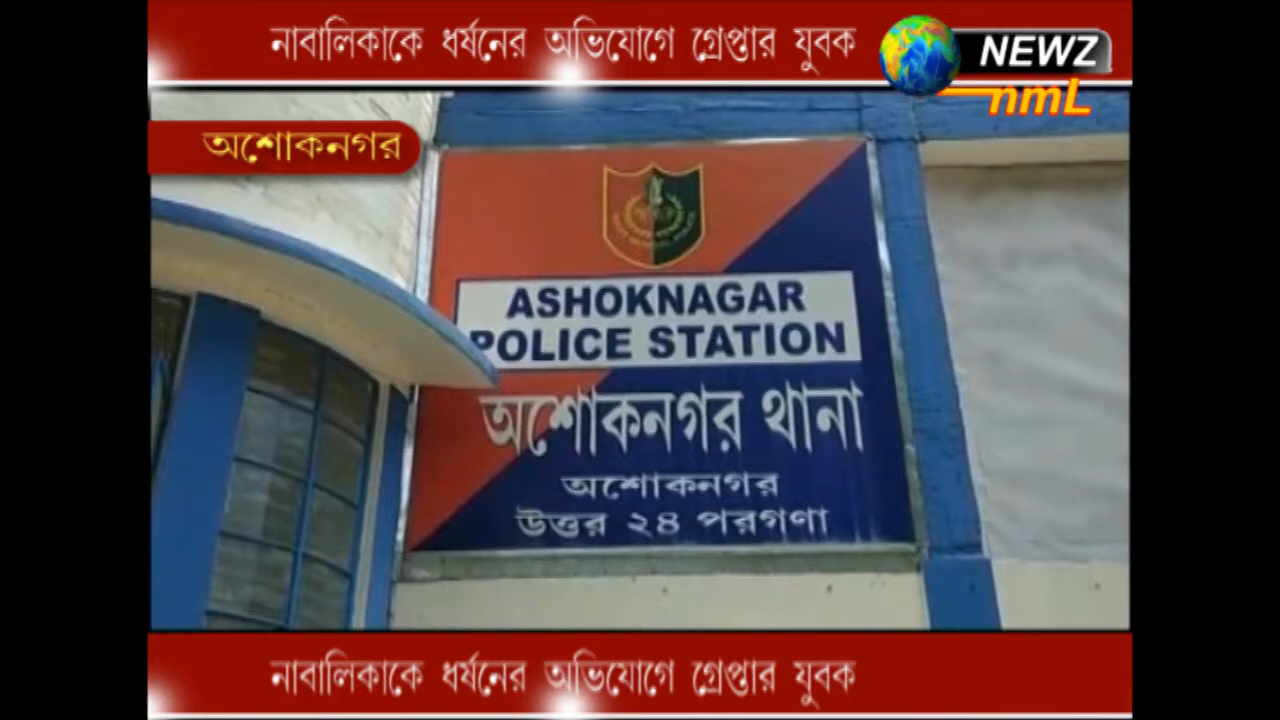 নাবালিকাকে ধর্ষনের অভিযোগে গ্রেপ্তার যুবক
NEWZ
nmL
অশোকনগর
ASHOKNAGAR
POLICE STATION
অশোকনগর থানা
অশোকনগর
উত্তর ২৪ পরগণা
নাবালিকাকে ধর্ষনের অভিযোগে গ্রেপ্তার যুবক